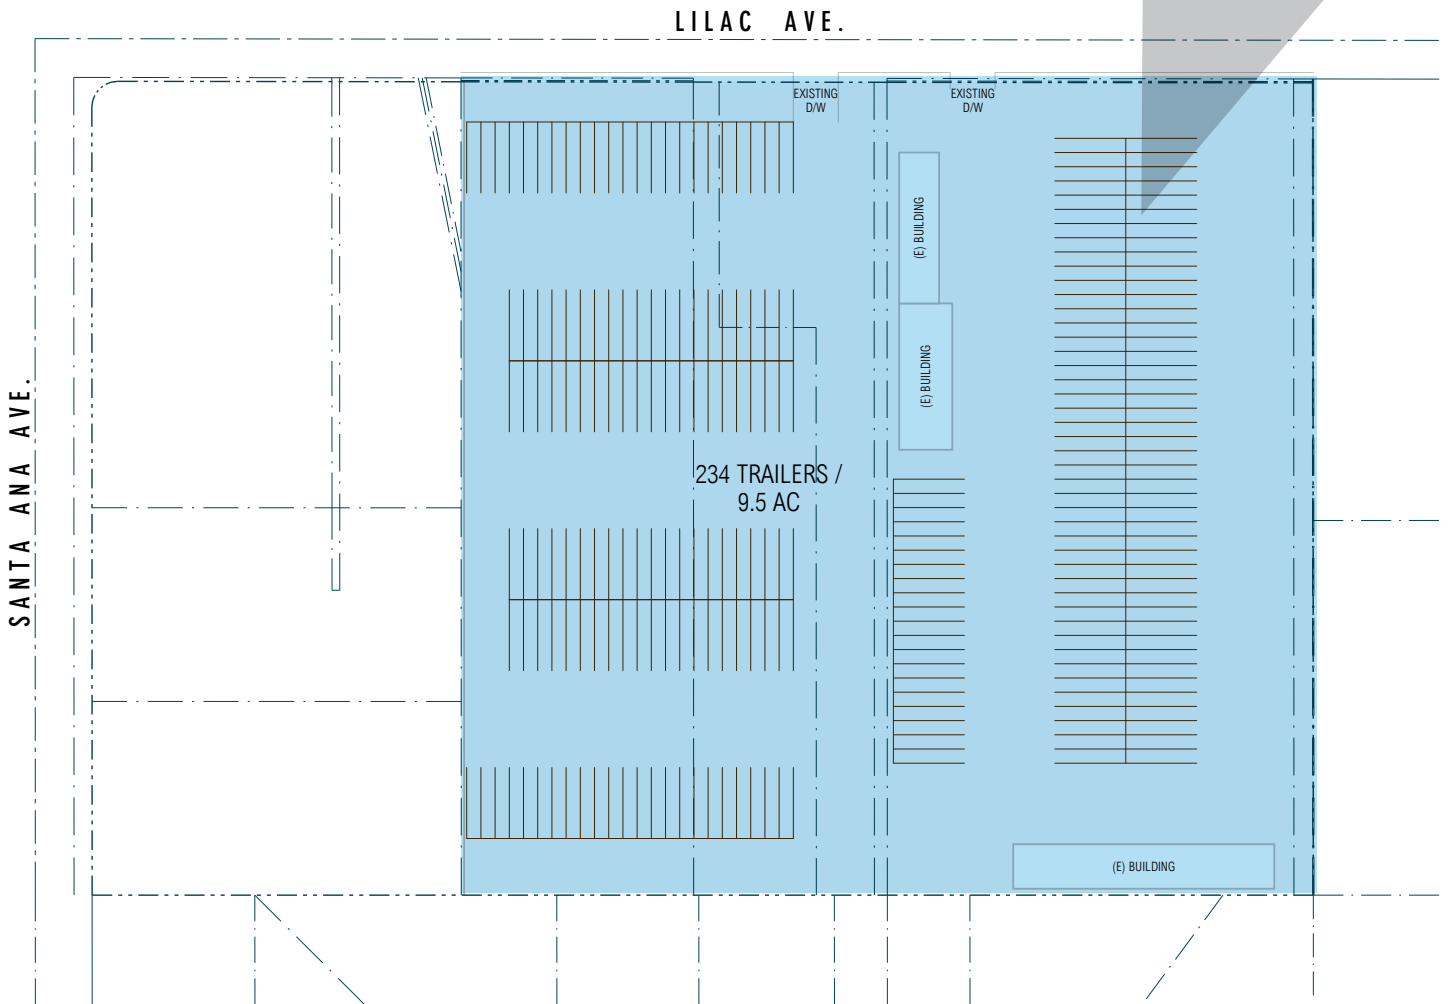 LILAC AVE.
EXISTING
D/W
EXISTING
D/W
(E) BUILDING
(E) BUILDING
SANTA ANA AVE.
234 TRAILERS /
9.5 AC
(E) BUILDING